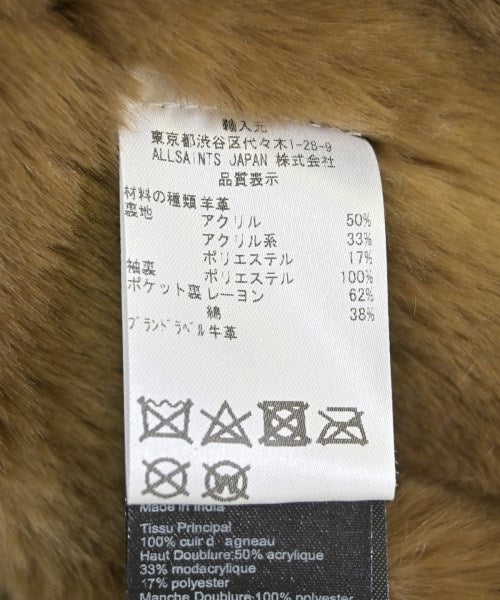 輸入元
東京都渋谷区代々木1-28-9
ALLSAINTS JAPAN 株式会社
品質表示
材料の種類 羊革
裏地 アクリル 50%
アクリル系 33%
ポリエステル 17%
袖裏 ポリエステル 100%
ポケット裏 レーヨン 62%
綿 38%
ブランドラベル 牛革
W
Made in India
Tissu Principal
100% cuir d agneau
Haut Doublure:50% acrylique
33% modacrylique
17% polyester
Manche Doublure:100% polyester